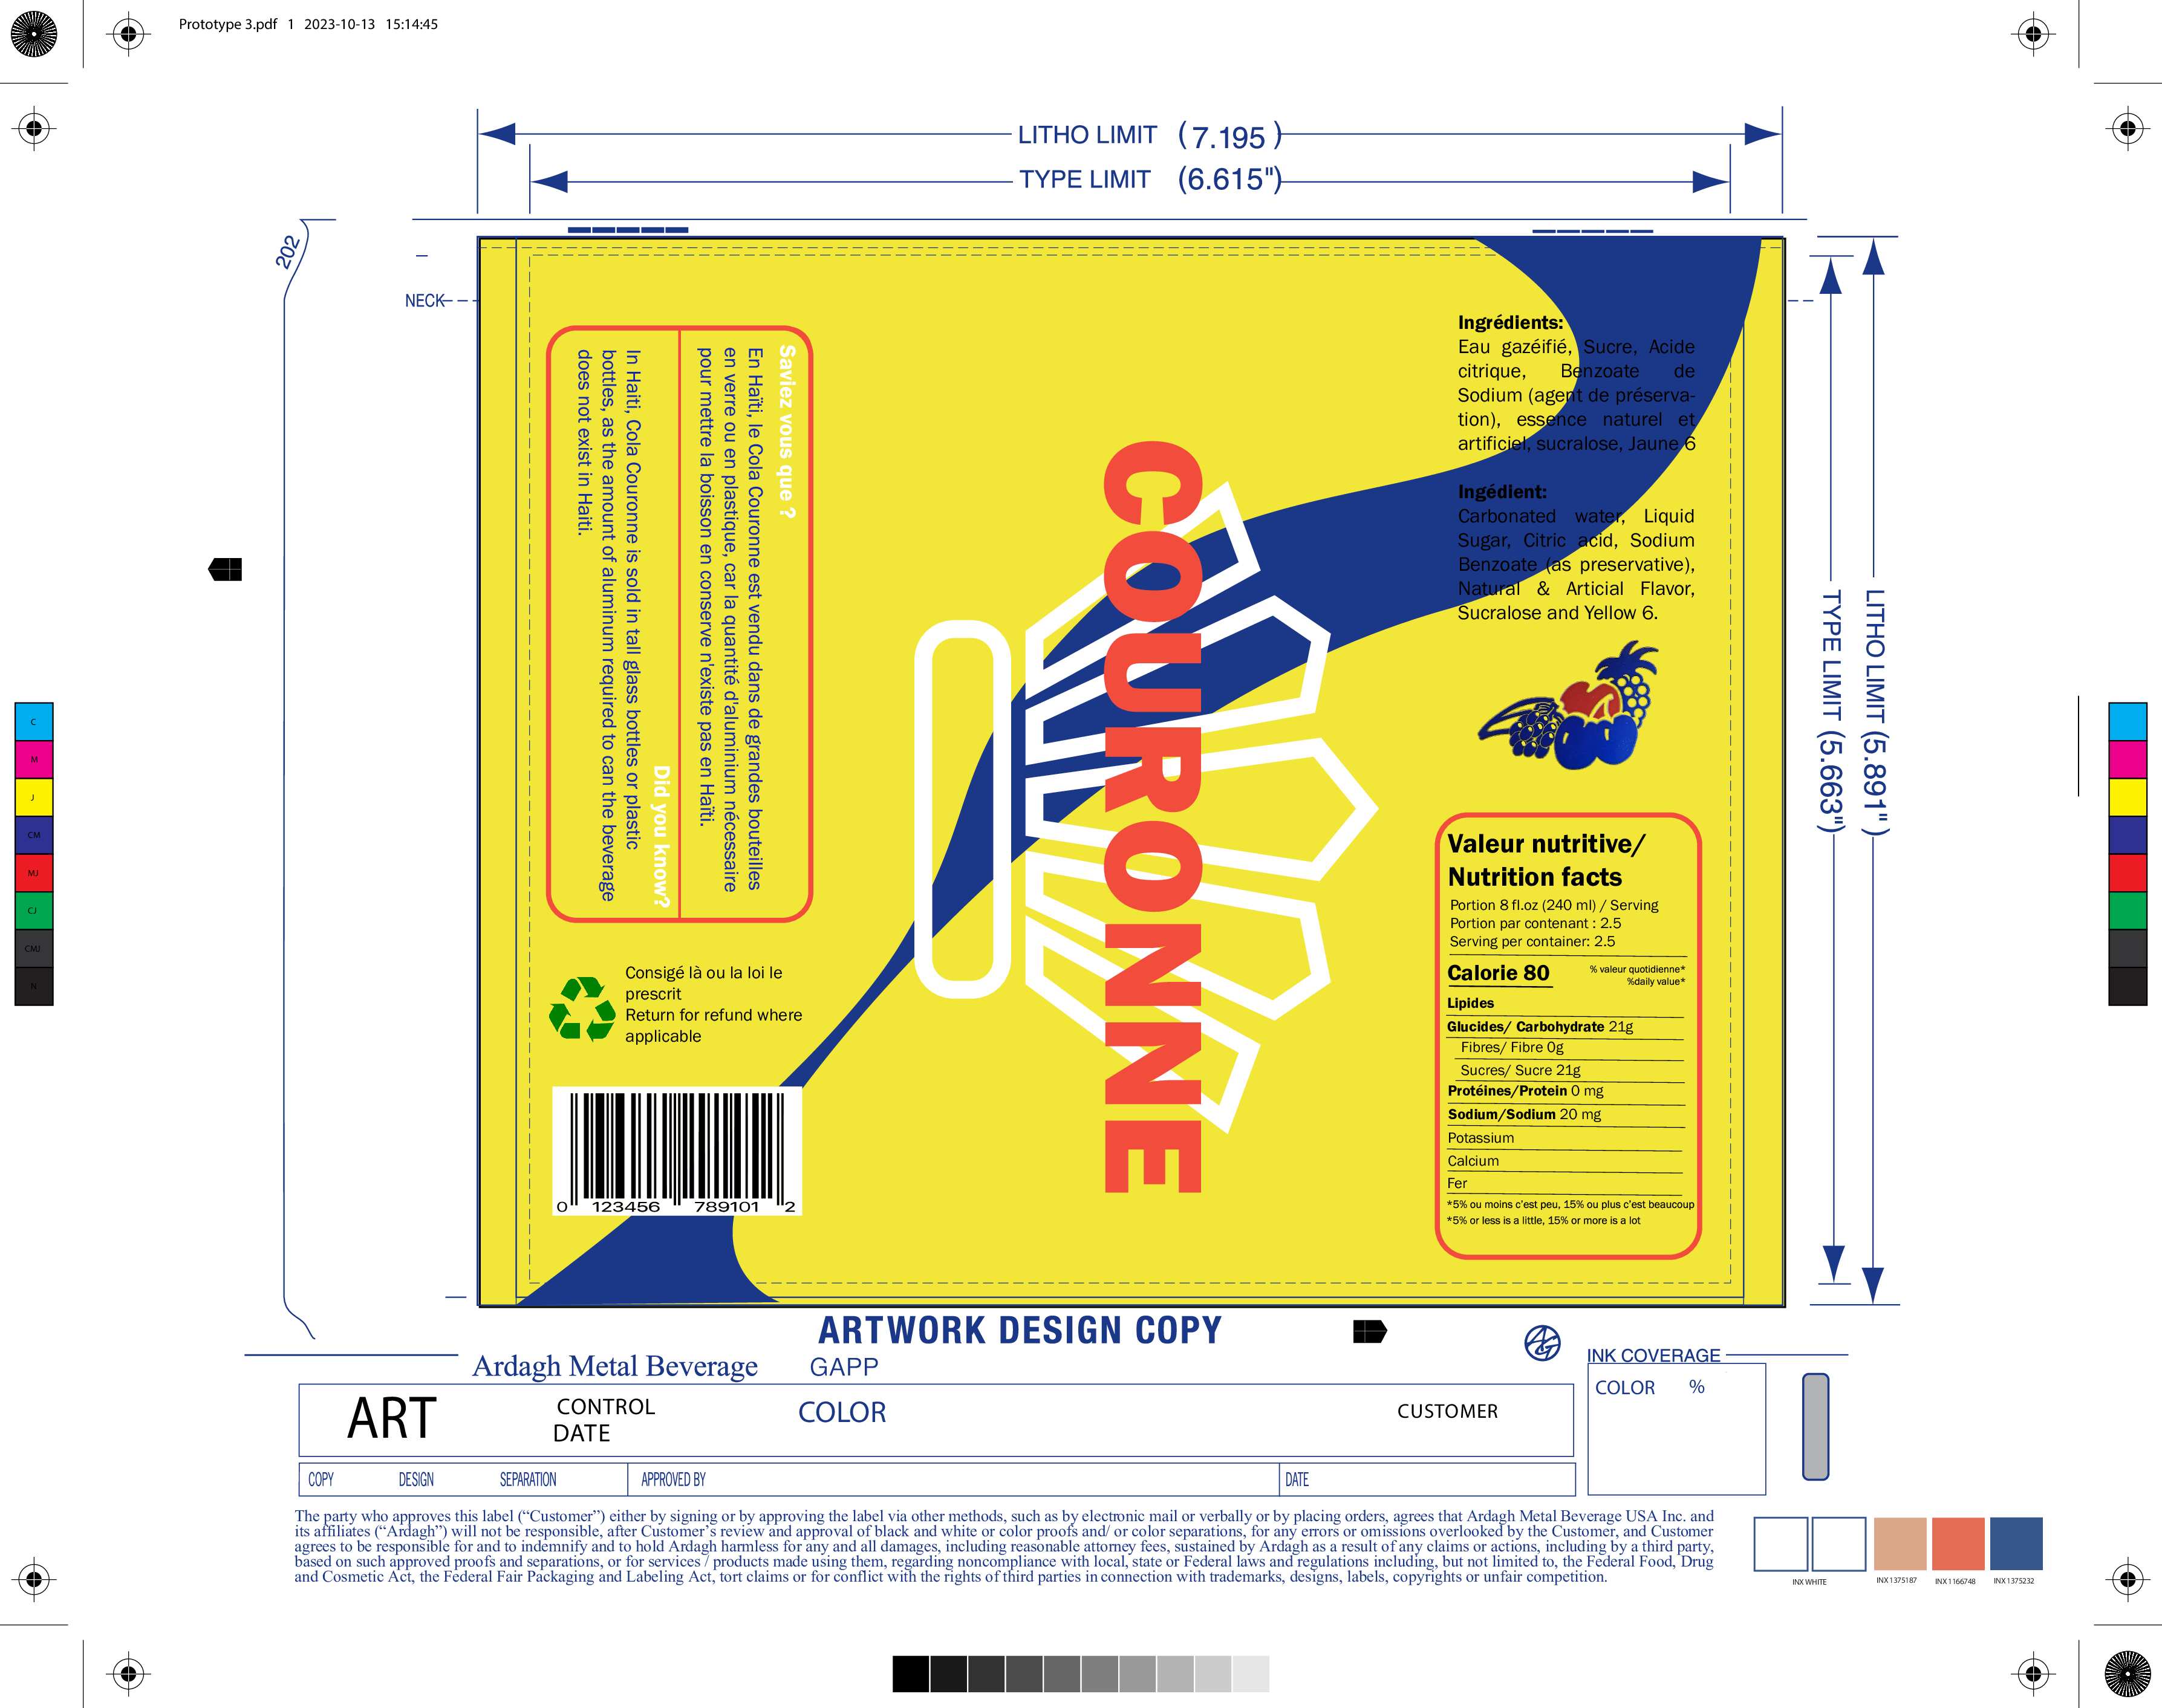 Prototype 3.pdf 1 2023-10-13 15:14:45
LITHO LIMIT (7.195 )
TYPE LIMIT (6.615")
202
NECK
Saviez vous que ?
En Haïti, le Cola Couronne est vendu dans de grandes bouteilles
en verre ou en plastique, car la quantité d'aluminium nécessaire
pour mettre la boisson en conserve n'existe pas en Haïti.
Did you know?
In Haiti, Cola Couronne is sold in tall glass bottles or plastic
bottles, as the amount of aluminum required to can the beverage
does not exist in Haiti.
Consigé là ou la loi le
prescrit
Return for refund where
applicable
0 123456 789101 2
COURONNE
Ingrédients:
Eau gazéifié, Sucre, Acide
citrique, Benzoate de
Sodium (agent de préserva-
tion), essence naturel et
artificiel, sucralose, Jaune 6
Ingédient:
Carbonated water, Liquid
Sugar, Citric acid, Sodium
Benzoate (as preservative),
Natural & Articial Flavor,
Sucralose and Yellow 6.
Valeur nutritive/
Nutrition facts
Portion 8 fl.oz (240 ml) / Serving
Portion par contenant : 2.5
Serving per container: 2.5
Calorie 80
% valeur quotidienne*
%daily value*
Lipides
Glucides/ Carbohydrate 21g
Fibres/ Fibre 0g
Sucres/ Sucre 21g
Protéines/Protein 0 mg
Sodium/Sodium 20 mg
Potassium
Calcium
Fer
*5% ou moins c'est peu, 15% ou plus c'est beaucoup
*5% or less is a little, 15% or more is a lot
TYPE LIMIT (5.663")
LITHO LIMIT (5.891" )
C
M
J
CM
MJ
CJ
CMJ
N
ARTWORK DESIGN COPY
Ardagh Metal Beverage GAPP
INK COVERAGE
COLOR %
ART
CONTROL
DATE
COLOR
CUSTOMER
COPY DESIGN SEPARATION APPROVED BY DATE
The party who approves this label (“Customer”) either by signing or by approving the label via other methods, such as by electronic mail or verbally or by placing orders, agrees that Ardagh Metal Beverage USA Inc. and
its affiliates (“Ardagh”) will not be responsible, after Customer’s review and approval of black and white or color proofs and/ or color separations, for any errors or omissions overlooked by the Customer, and Customer
agrees to be responsible for and to indemnify and to hold Ardagh harmless for any and all damages, including reasonable attorney fees, sustained by Ardagh as a result of any claims or actions, including by a third party,
based on such approved proofs and separations, or for services / products made using them, regarding noncompliance with local, state or Federal laws and regulations including, but not limited to, the Federal Food, Drug
and Cosmetic Act, the Federal Fair Packaging and Labeling Act, tort claims or for conflict with the rights of third parties in connection with trademarks, designs, labels, copyrights or unfair competition.
INX WHITE INX 1375187 INX 1166748 INX 1375232